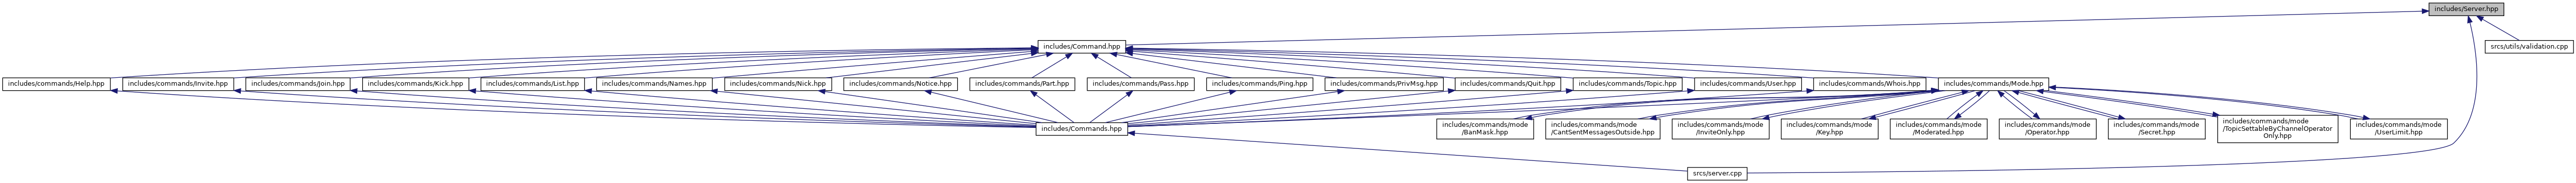 includes/Server.hpp
includes/Command.hpp
srcs/utils/validation.cpp
includes/commands/Help.hpp
includes/commands/Invite.hpp
includes/commands/Join.hpp
includes/commands/Kick.hpp
includes/commands/List.hpp
includes/commands/Names.hpp
includes/commands/Nick.hpp
includes/commands/Notice.hpp
includes/commands/Part.hpp
includes/commands/Pass.hpp
includes/commands/Ping.hpp
includes/commands/PrivMsg.hpp
includes/commands/Quit.hpp
includes/commands/Topic.hpp
includes/commands/User.hpp
includes/commands/Whois.hpp
includes/commands/Mode.hpp
includes/Commands.hpp
includes/commands/mode
/BanMask.hpp
includes/commands/mode
/CantSentMessagesOutside.hpp
includes/commands/mode
/InviteOnly.hpp
includes/commands/mode
/Key.hpp
includes/commands/mode
/Moderated.hpp
includes/commands/mode
/Operator.hpp
includes/commands/mode
/Secret.hpp
includes/commands/mode
/TopicSettableByChannelOperator
Only.hpp
includes/commands/mode
/UserLimit.hpp
srcs/server.cpp